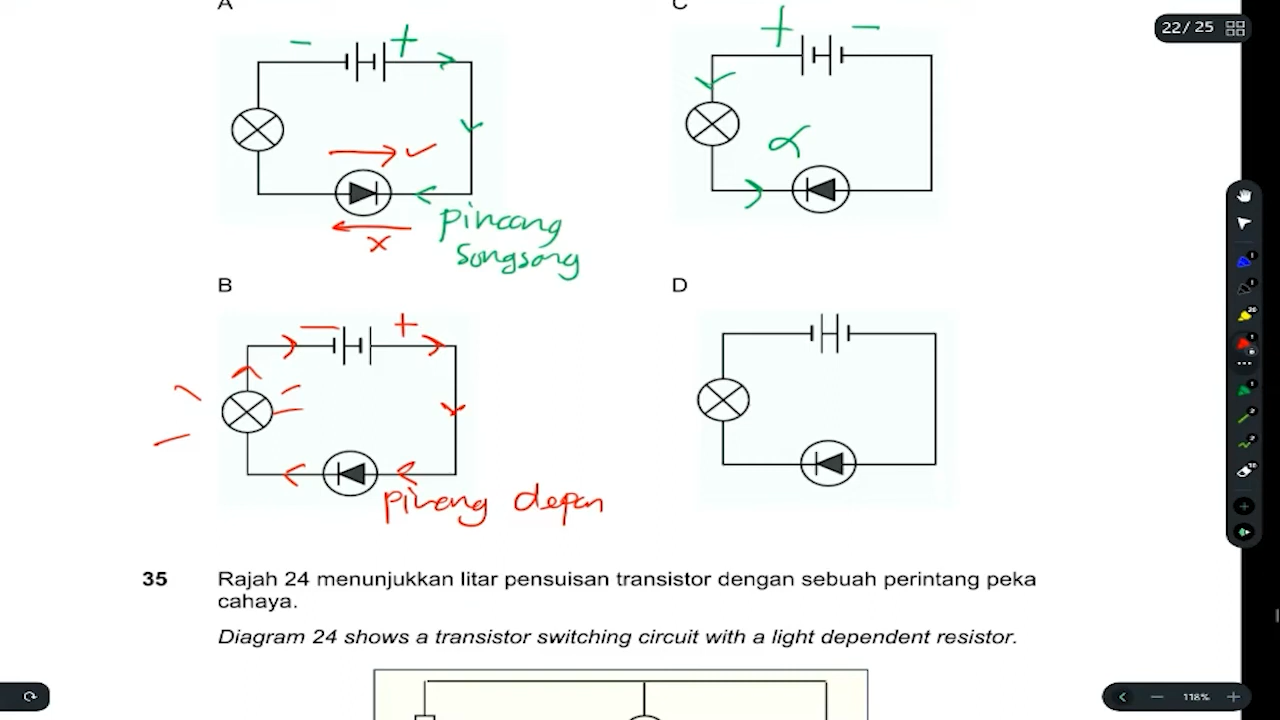 A
C
- +
+ -
22/ 25
pincang
songsang
x
B
D
- +
pincang depan
35 Rajah 24 menunjukkan litar pensuisan transistor dengan sebuah perintang peka
cahaya.
Diagram 24 shows a transistor switching circuit with a light dependent resistor.
118%